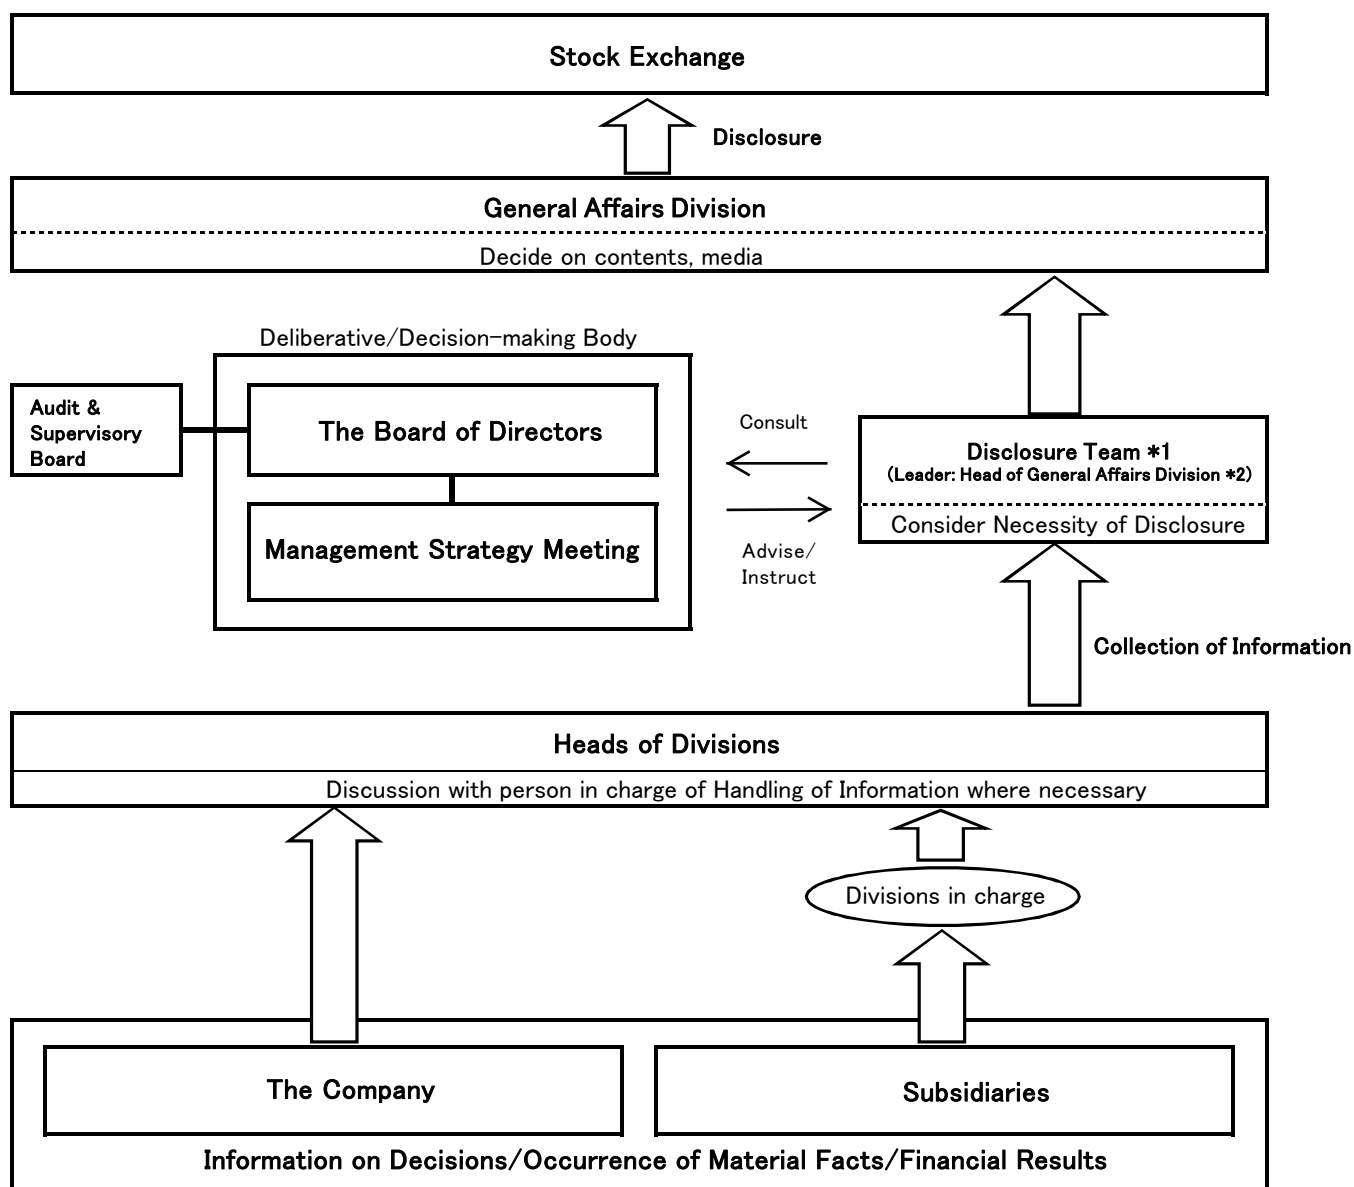 Stock Exchange
Disclosure
General Affairs Division
Decide on contents, media
Deliberative/Decision-making Body
Audit &
Supervisory
Board
The Board of Directors
Management Strategy Meeting
Consult
Advise/
Instruct
Disclosure Team *1
(Leader: Head of General Affairs Division *2)
Consider Necessity of Disclosure
Collection of Information
Heads of Divisions
Discussion with person in charge of Handling of Information where necessary
Divisions in charge
The Company
Subsidiaries
Information on Decisions/Occurrence of Material Facts/Financial Results